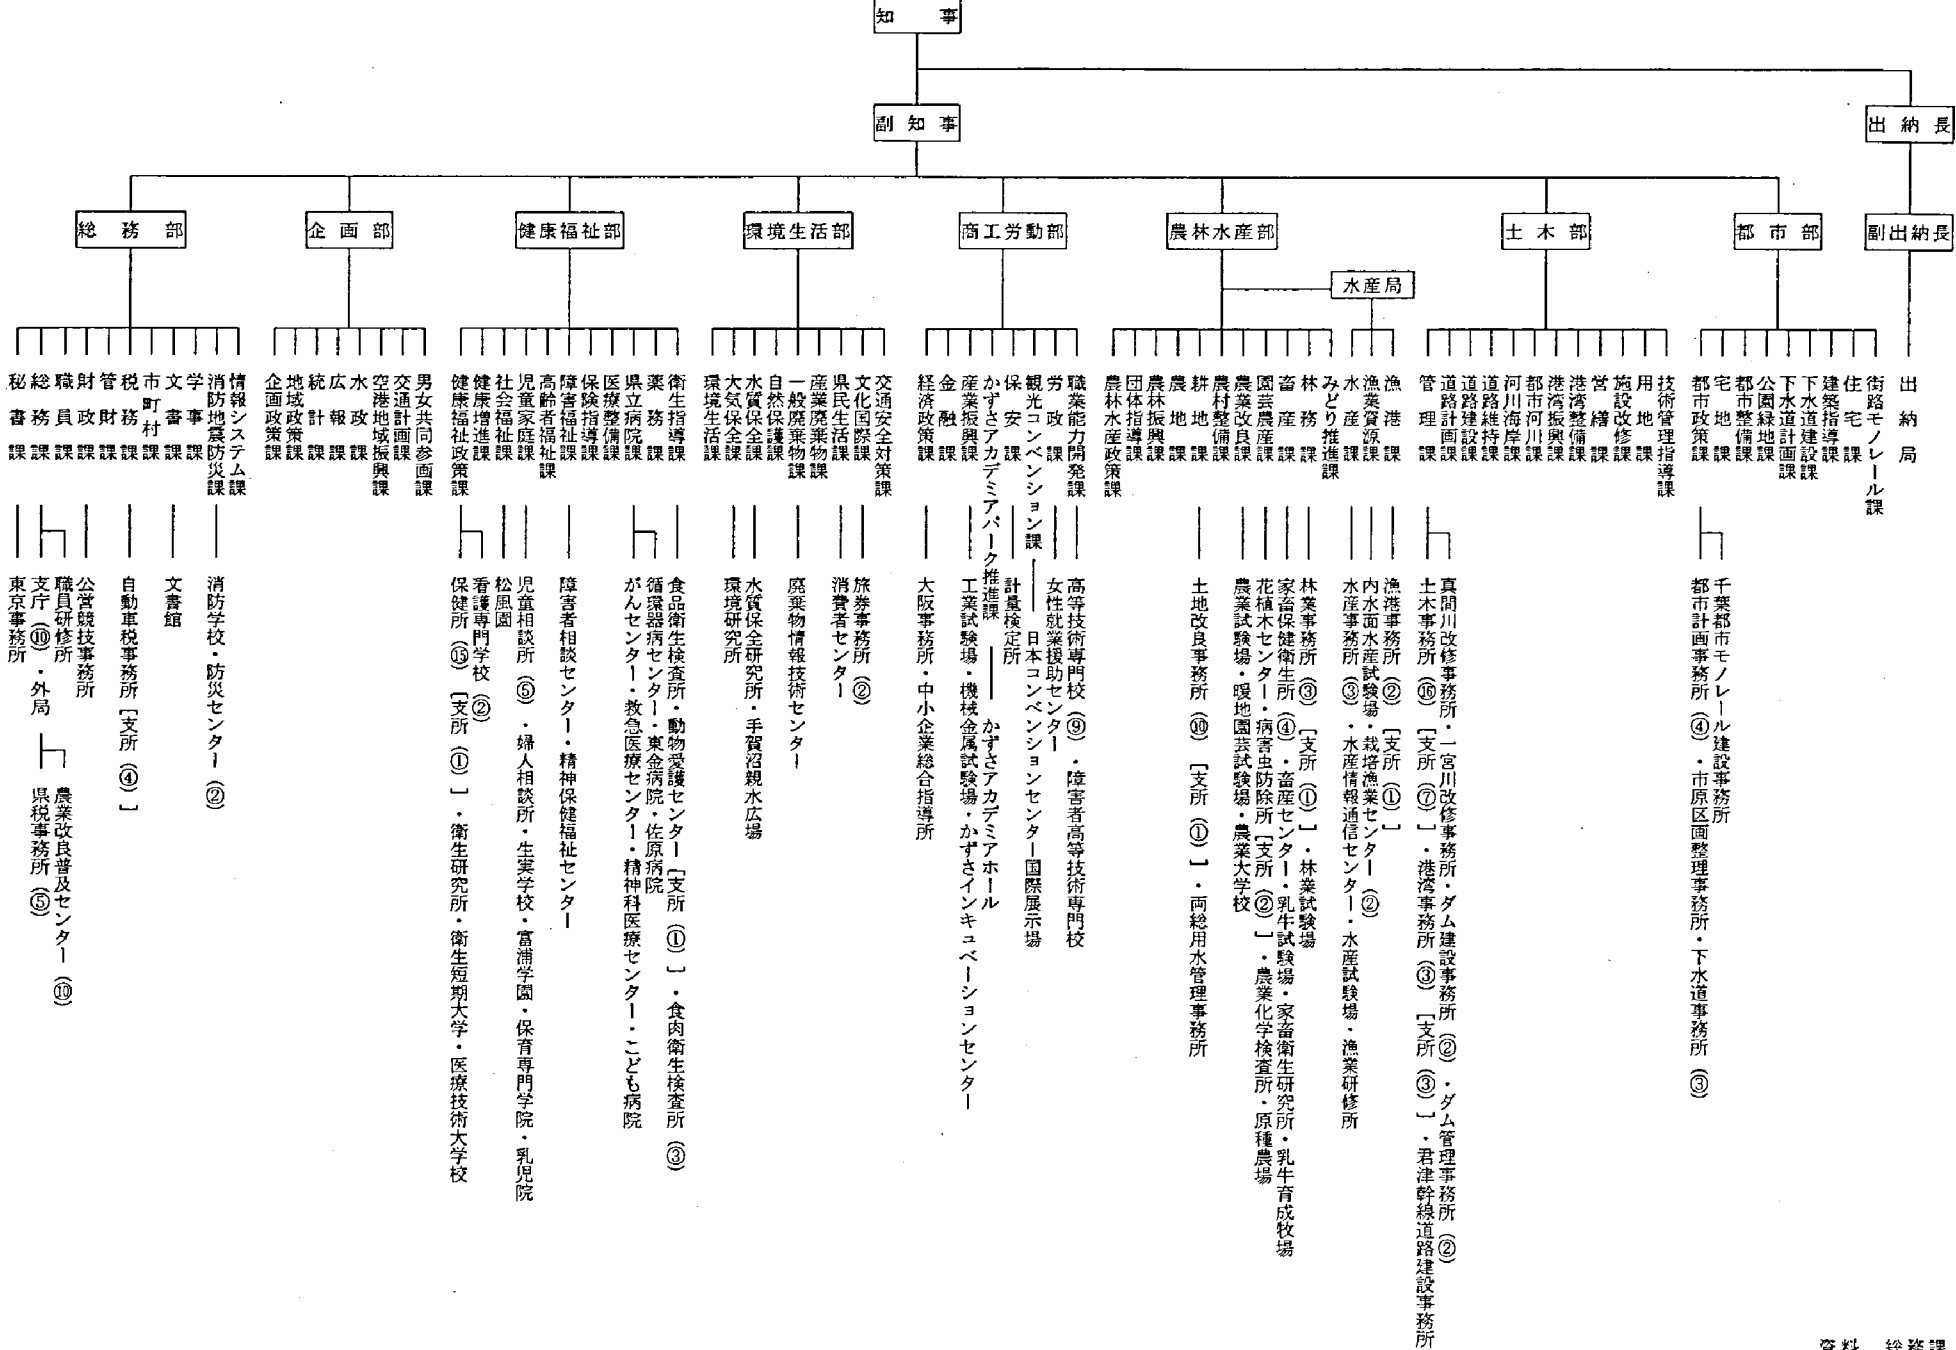 知事
副知事
出納長
総務部
企画部
健康福祉部
環境生活部
商工労働部
農林水産部
土木部
都市部
副出納長
水産局
秘書課
総務課
職員課
財政課
管財課
税務課
市町村課
文書課
学事課
消防地震防災課
情報システム課
企画政策課
地域政策課
統計課
広報課
水政課
空港地域振興課
交通計画課
男女共同参画課
健康福祉政策課
健康増進課
社会福祉課
児童家庭課
高齢者福祉課
障害福祉課
保険指導課
医療整備課
県立病院課
薬務課
衛生指導課
環境生活課
大気保全課
水質保全課
自然保護課
一般廃棄物課
産業廃棄物課
県民生活課
文化国際課
交通安全対策課
経済政策課
金融課
産業振興課
かずさアカデミアパーク推進課
保安課
観光コンベンション課
労政課
職業能力開発課
農林水産政策課
団体指導課
農林振興課
農地課
耕地課
農村整備課
農業改良課
園芸農産課
畜産課
林務課
みどり推進課
水産課
漁業資源課
漁港課
管理課
道路計画課
道路建設課
道路維持課
河川海岸課
都市河川課
港湾振興課
港湾整備課
営繕課
施設改修課
用地課
技術管理指導課
都市政策課
宅地課
都市整備課
公園緑地課
下水道計画課
下水道建設課
建築指導課
住宅課
街路モノレール課
出納局
東京事務所
支庁(⑩)・外局
職員研修所
公営競技事務所
自動車税事務所[支所(④)]
文書館
消防学校・防災センター(②)
県税事務所(⑤)
農業改良普及センター(⑩)
保健所(⑮)[支所(①)]・衛生研究所・衛生短期大学・医療技術大学校
看護専門学校(②)
松風園
児童相談所(⑤)・婦人相談所・生実学校・富浦学園・保育専門学院・乳児院
障害者相談センター・精神保健福祉センター
がんセンター・救急医療センター・精神科医療センター・こども病院
循環器病センター・東金病院・佐原病院
食品衛生検査所・動物愛護センター[支所(①)]・食肉衛生検査所(③)
環境研究所
水質保全研究所・手賀沼親水広場
廃棄物情報技術センター
消費者センター
旅券事務所(②)
大阪事務所・中小企業総合指導所
工業試験場・機械金属試験場・かずさインキュベーションセンター
かずさアカデミアホール
計量検定所
日本コンベンションセンター国際展示場
女性就業援助センター
高等技術専門校(⑨)・障害者高等技術専門校
土地改良事務所(⑩)[支所(①)]・両総用水管理事務所
農業試験場・暖地園芸試験場・農業大学校
花植木センター・病害虫防除所[支所(②)]・農業化学検査所・原種農場
家畜保健衛生所(④)・畜産センター・乳牛試験場・家畜衛生研究所・乳牛育成牧場
林業事務所(③)[支所(①)]・林業試験場
水産事務所(③)・水産情報通信センター・水産試験場・漁業研修所
内水面水産試験場・栽培漁業センター(②)
漁港事務所(②)[支所(①)]
土木事務所(⑯)[支所(⑦)]・港湾事務所(③)[支所(③)]・君津幹線道路建設事務所
真間川改修事務所・一宮川改修事務所・ダム建設事務所(②)・ダム管理事務所(②)
都市計画事務所(④)・市原区画整理事務所・下水道事務所(③)
千葉都市モノレール建設事務所
資料 総務課